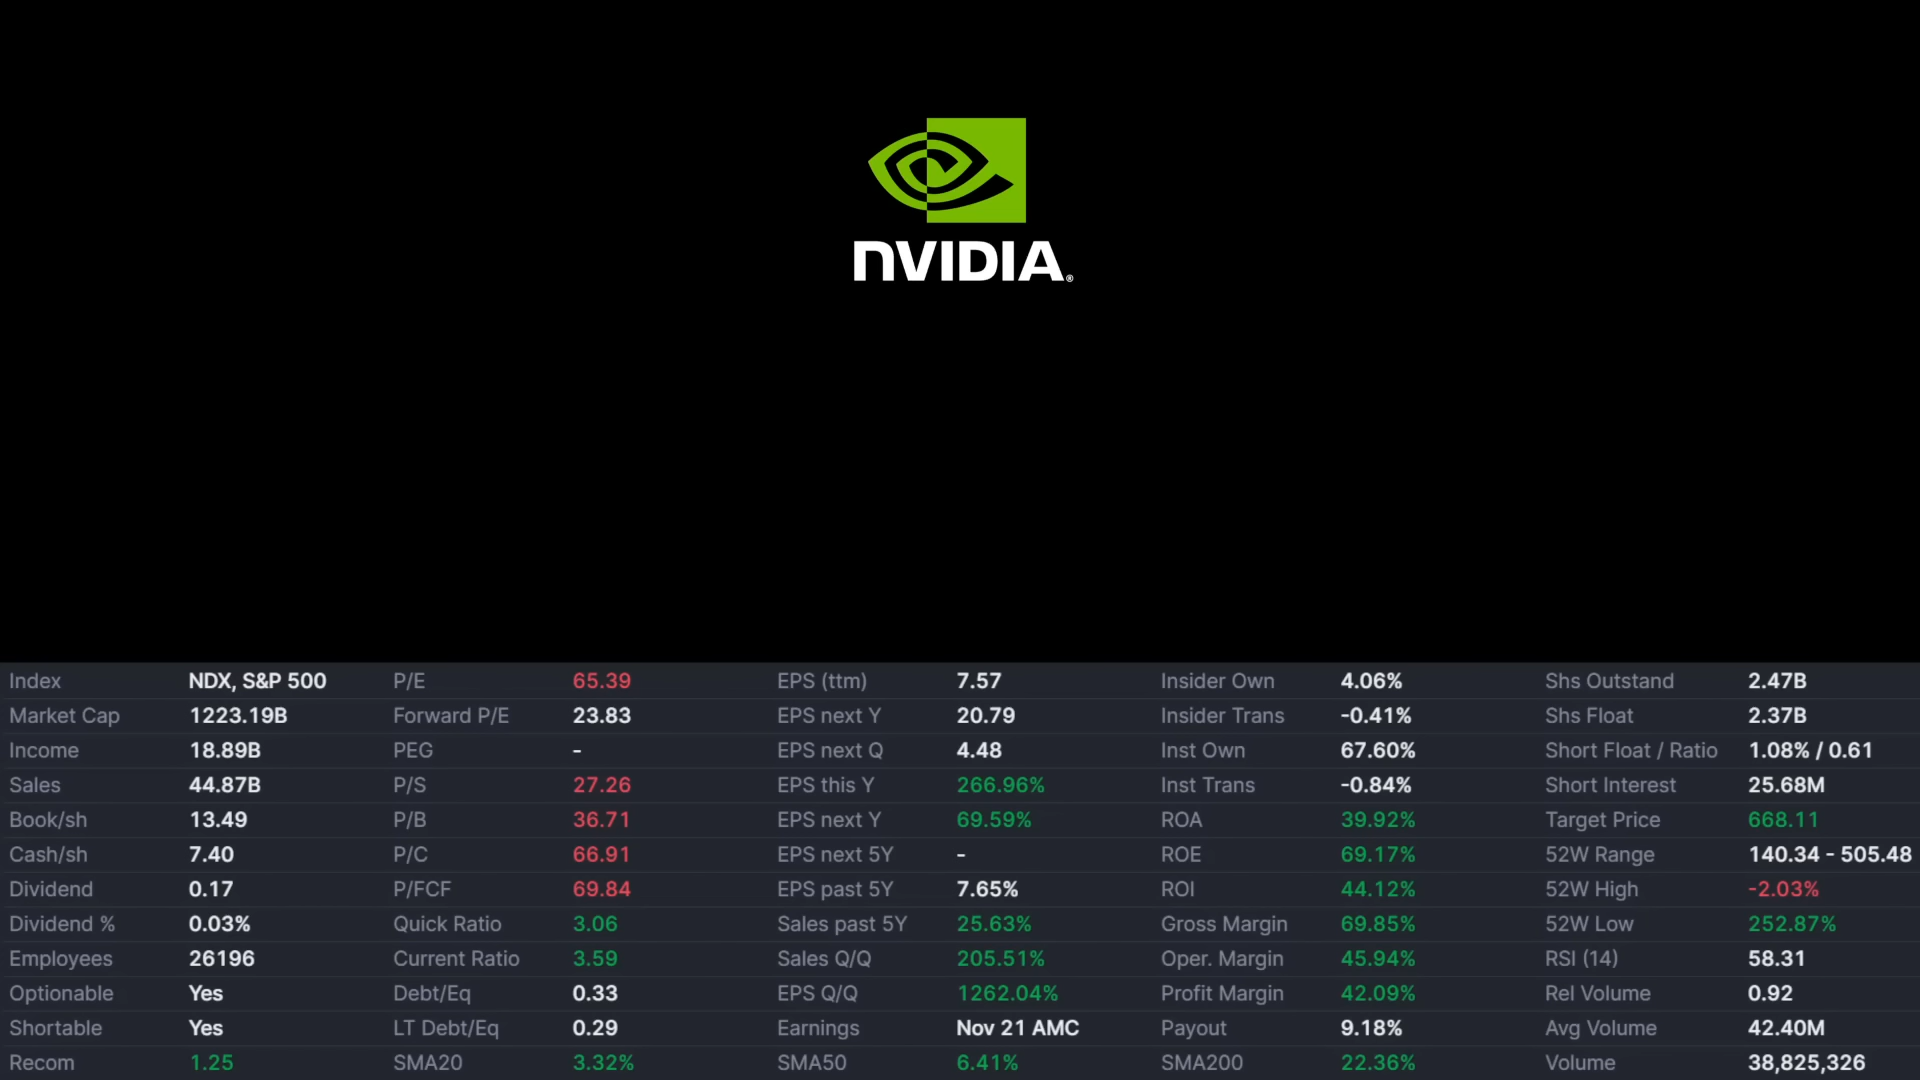 NVIDIA®
Index NDX, S&P 500 P/E 65.39 EPS (ttm) 7.57 Insider Own 4.06% Shs Outstand 2.47B
Market Cap 1223.19B Forward P/E 23.83 EPS next Y 20.79 Insider Trans -0.41% Shs Float 2.37B
Income 18.89B PEG - EPS next Q 4.48 Inst Own 67.60% Short Float / Ratio 1.08% / 0.61
Sales 44.87B P/S 27.26 EPS this Y 266.96% Inst Trans -0.84% Short Interest 25.68M
Book/sh 13.49 P/B 36.71 EPS next Y 69.59% ROA 39.92% Target Price 668.11
Cash/sh 7.40 P/C 66.91 EPS next 5Y - ROE 69.17% 52W Range 140.34 - 505.48
Dividend 0.17 P/FCF 69.84 EPS past 5Y 7.65% ROI 44.12% 52W High -2.03%
Dividend % 0.03% Quick Ratio 3.06 Sales past 5Y 25.63% Gross Margin 69.85% 52W Low 252.87%
Employees 26196 Current Ratio 3.59 Sales Q/Q 205.51% Oper. Margin 45.94% RSI (14) 58.31
Optionable Yes Debt/Eq 0.33 EPS Q/Q 1262.04% Profit Margin 42.09% Rel Volume 0.92
Shortable Yes LT Debt/Eq 0.29 Earnings Nov 21 AMC Payout 9.18% Avg Volume 42.40M
Recom 1.25 SMA20 3.32% SMA50 6.41% SMA200 22.36% Volume 38,825,326